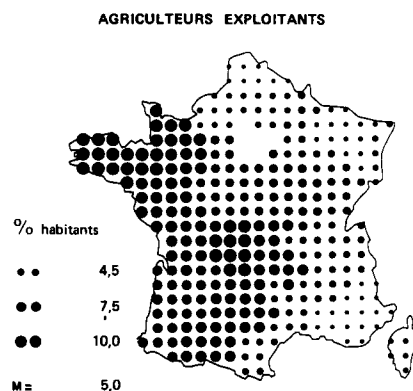 AGRICULTEURS EXPLOITANTS
% habitants
4,5
7,5
10,0
M= 5,0